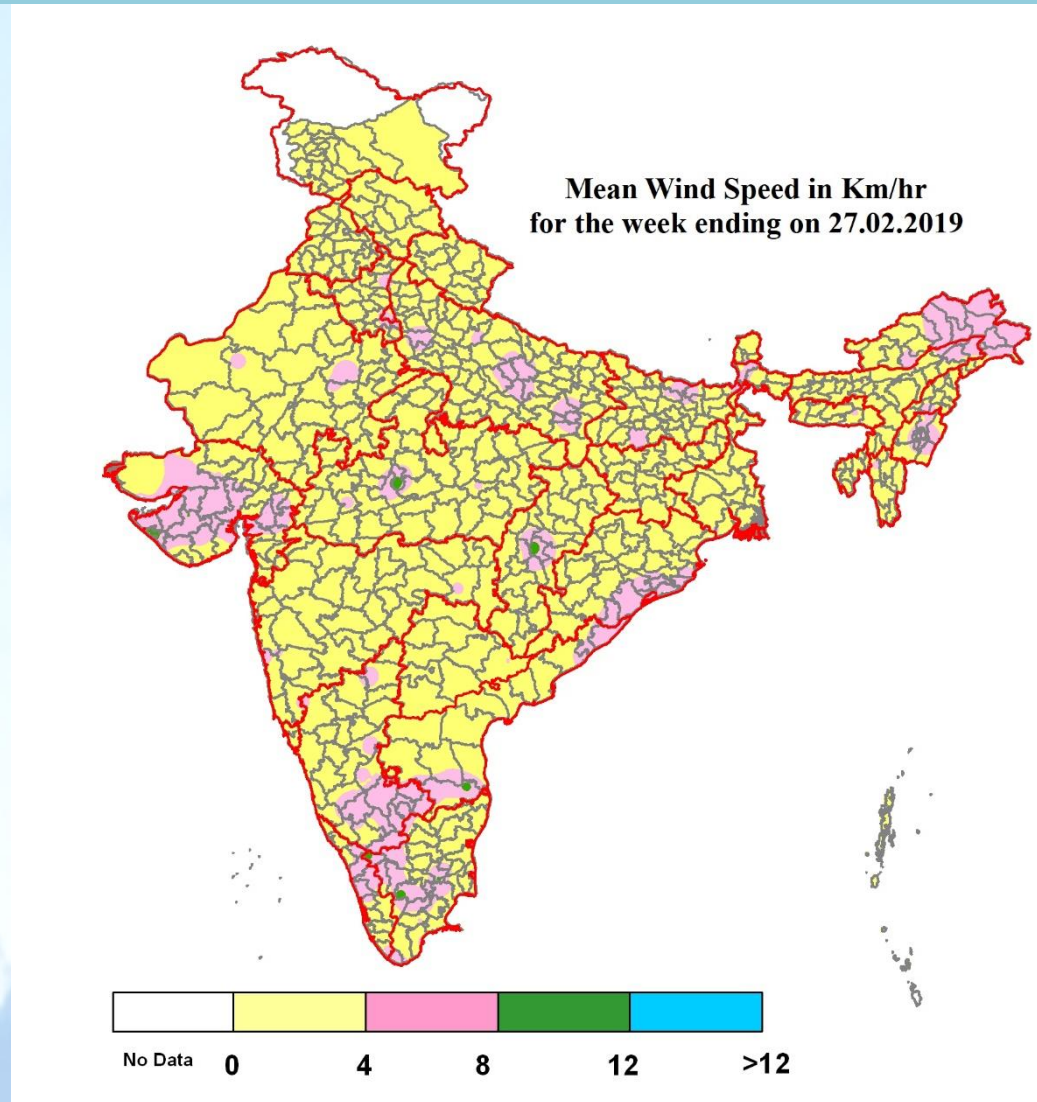 Mean Wind Speed in Km/hr
for the week ending on 27.02.2019
No Data 0 4 8 12 >12